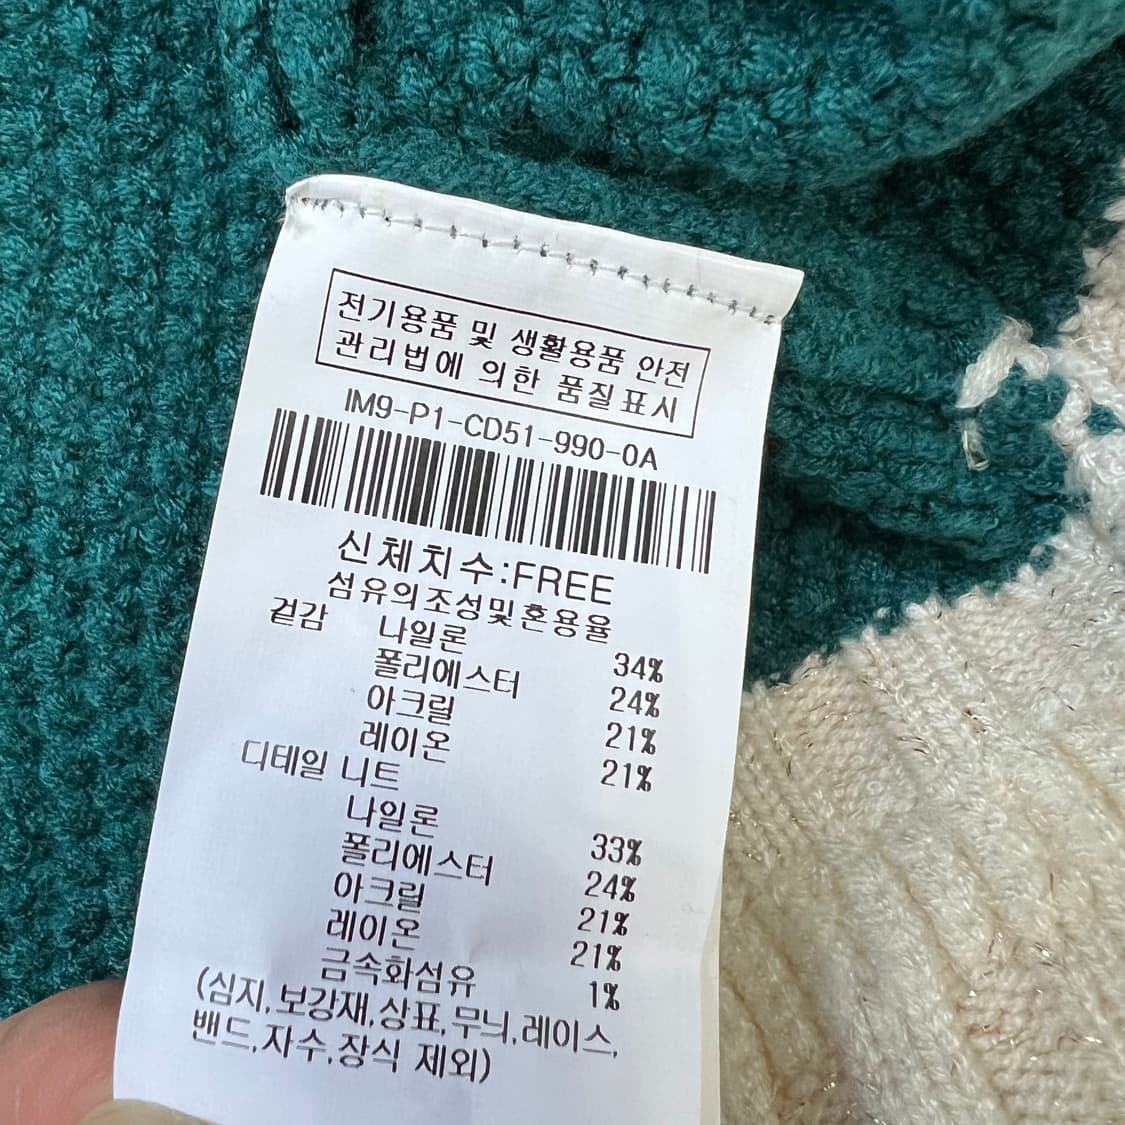 전기용품 및 생활용품 안전
관리법에 의한 품질표시
IM9-P1-CD51-990-0A
신체치수:FREE
섬유의조성및혼용율
겉감 나일론 34%
폴리에스터 24%
아크릴 21%
레이온 21%
디테일 니트
나일론 33%
폴리에스터 24%
아크릴 21%
레이온 21%
금속화섬유 1%
(심지,보강재,상표,무늬,레이스,
밴드,자수,장식 제외)